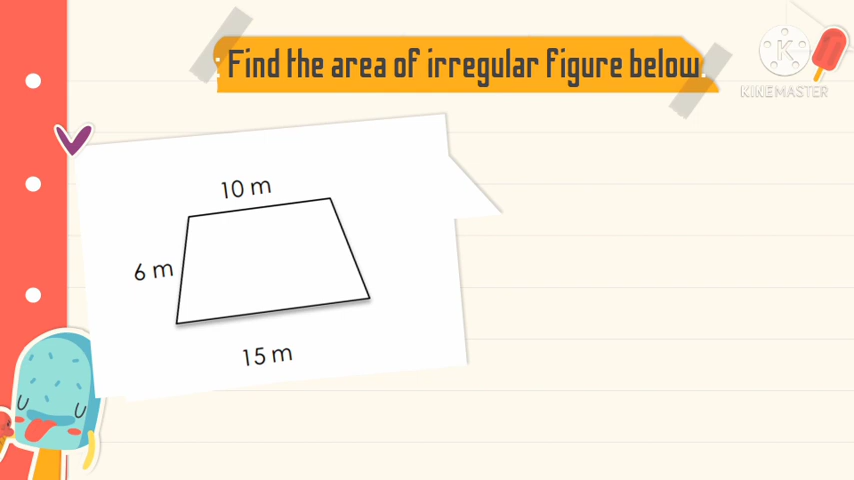 Find the area of irregular figure below.
KINEMASTER
10 m
6 m
15 m